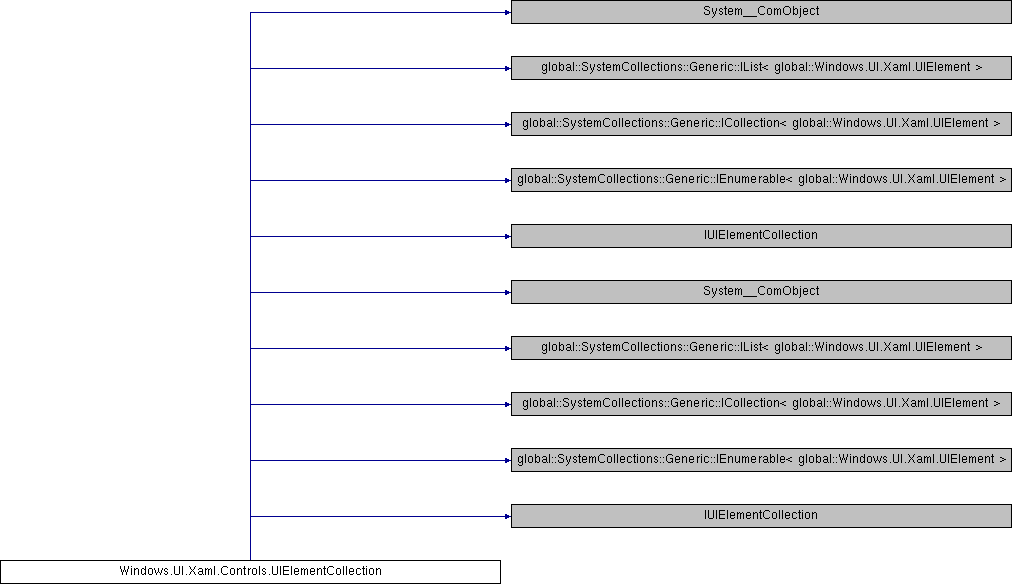 System__ComObject
global::SystemCollections::Generic::IList< global::Windows.UI.Xaml.UIElement >
global::SystemCollections::Generic::ICollection< global::Windows.UI.Xaml.UIElement >
global::SystemCollections::Generic::IEnumerable< global::Windows.UI.Xaml.UIElement >
IUIElementCollection
System__ComObject
global::SystemCollections::Generic::IList< global::Windows.UI.Xaml.UIElement >
global::SystemCollections::Generic::ICollection< global::Windows.UI.Xaml.UIElement >
global::SystemCollections::Generic::IEnumerable< global::Windows.UI.Xaml.UIElement >
IUIElementCollection
Windows.UI.Xaml.Controls.UIElementCollection